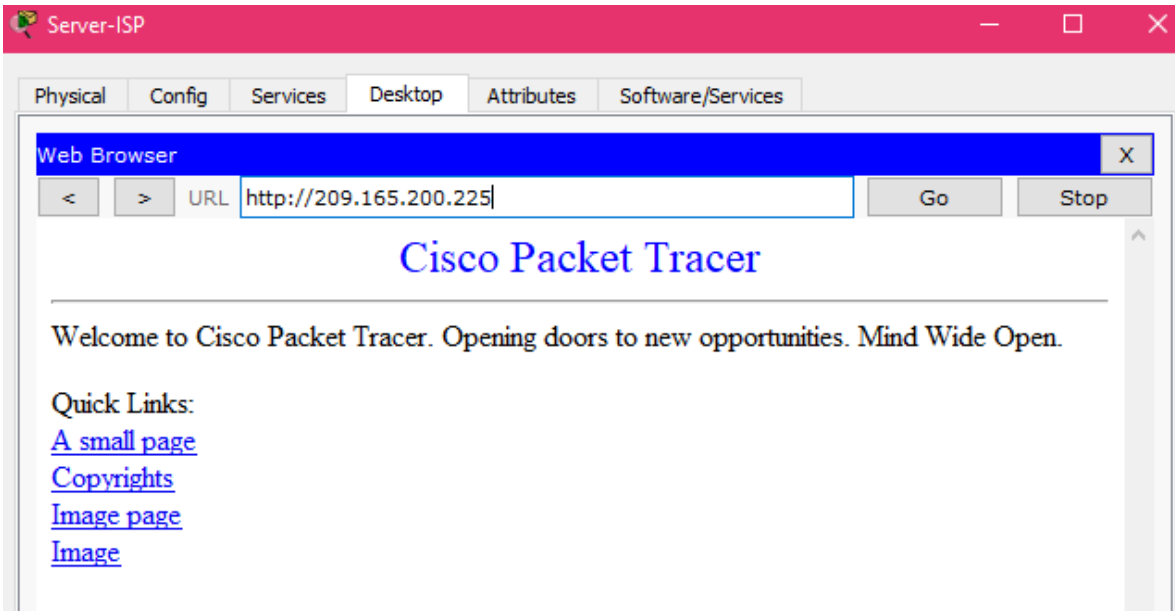 Server-ISP
Physical Config Services Desktop Attributes Software/Services
Web Browser X
< > URL http://209.165.200.225 Go Stop
Cisco Packet Tracer
Welcome to Cisco Packet Tracer. Opening doors to new opportunities. Mind Wide Open.
Quick Links:
A small page
Copyrights
Image page
Image